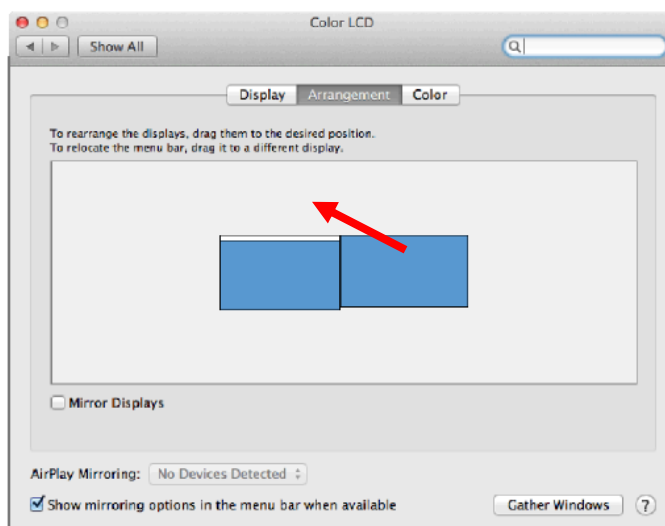 Color LCD
Show All
Display Arrangement Color
To rearrange the displays, drag them to the desired position.
To relocate the menu bar, drag it to a different display.
Mirror Displays
AirPlay Mirroring: No Devices Detected
Show mirroring options in the menu bar when available
Gather Windows ?